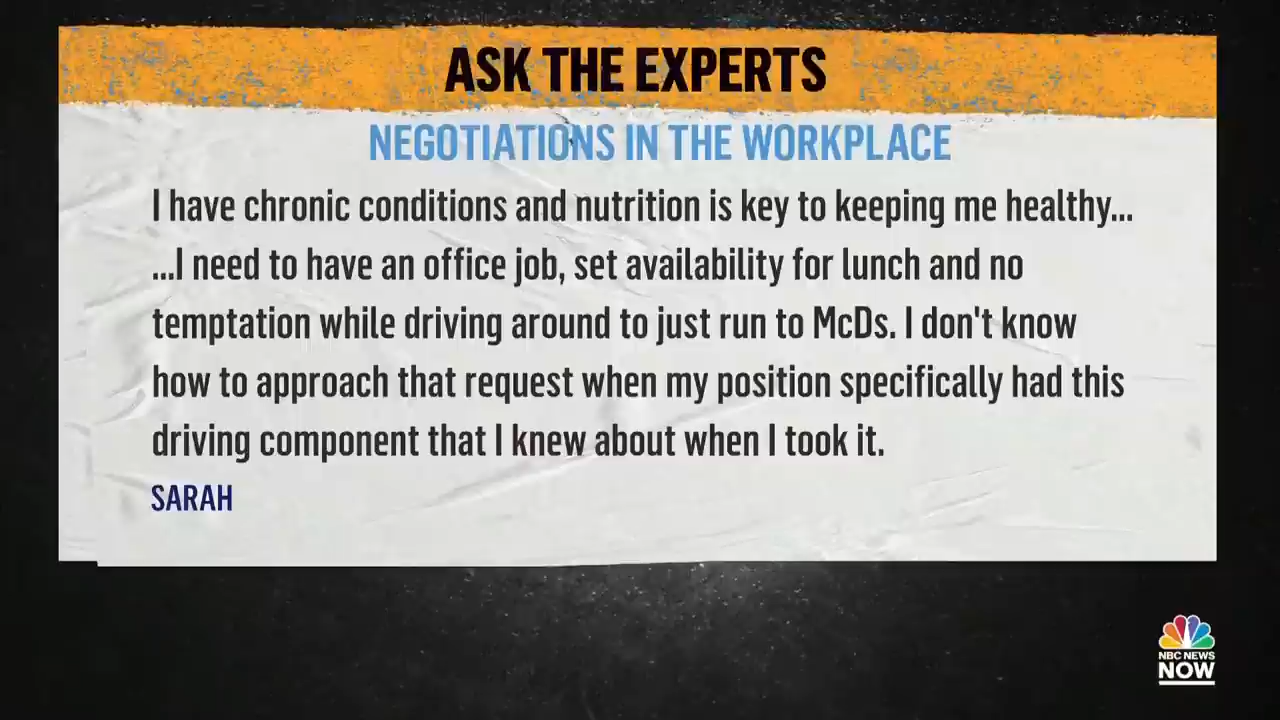 ASK THE EXPERTS
NEGOTIATIONS IN THE WORKPLACE
I have chronic conditions and nutrition is key to keeping me healthy...
...I need to have an office job, set availability for lunch and no
temptation while driving around to just run to McDs. I don't know
how to approach that request when my position specifically had this
driving component that I knew about when I took it.
SARAH
NBC NEWS
NOW